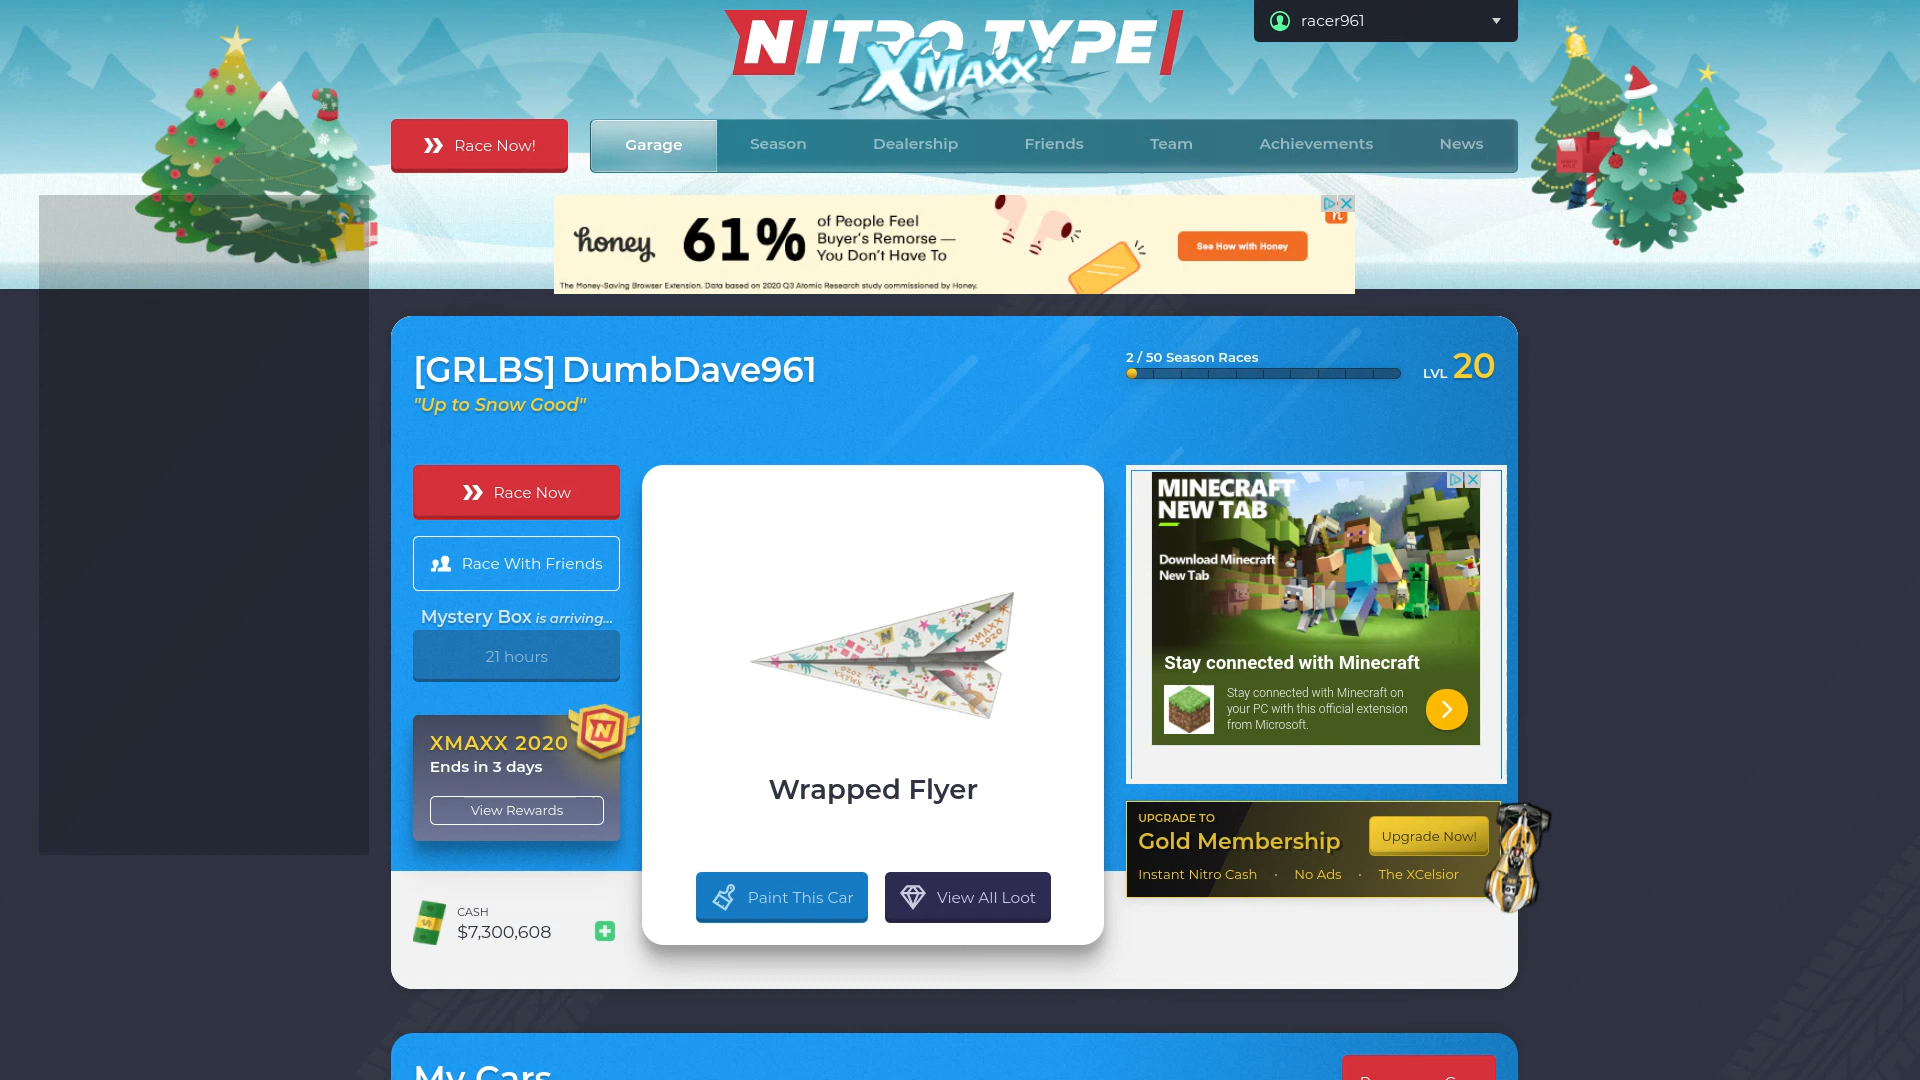 NITRO TYPE
XMAXX
racer961
Race Now!
Garage
Season
Dealership
Friends
Team
Achievements
News
honey
61%
of People Feel
Buyer's Remorse —
You Don't Have To
See How with Honey
The Money-Saving Browser Extension. Data based on 2020 Q3 Atomic Research study commissioned by Honey.
[GRLBS] DumbDave961
"Up to Snow Good"
2 / 50 Season Races
LVL 20
Race Now
Race With Friends
Mystery Box is arriving...
21 hours
XMAXX 2020
Ends in 3 days
View Rewards
CASH
$7,300,608
XMAXX
2020
XMAXX
2020
Wrapped Flyer
Paint This Car
View All Loot
MINECRAFT
NEW TAB
Download Minecraft
New Tab
Stay connected with Minecraft
Stay connected with Minecraft on
your PC with this official extension
from Microsoft.
UPGRADE TO
Gold Membership
Upgrade Now!
Instant Nitro Cash · No Ads · The XCelsior
My Cars